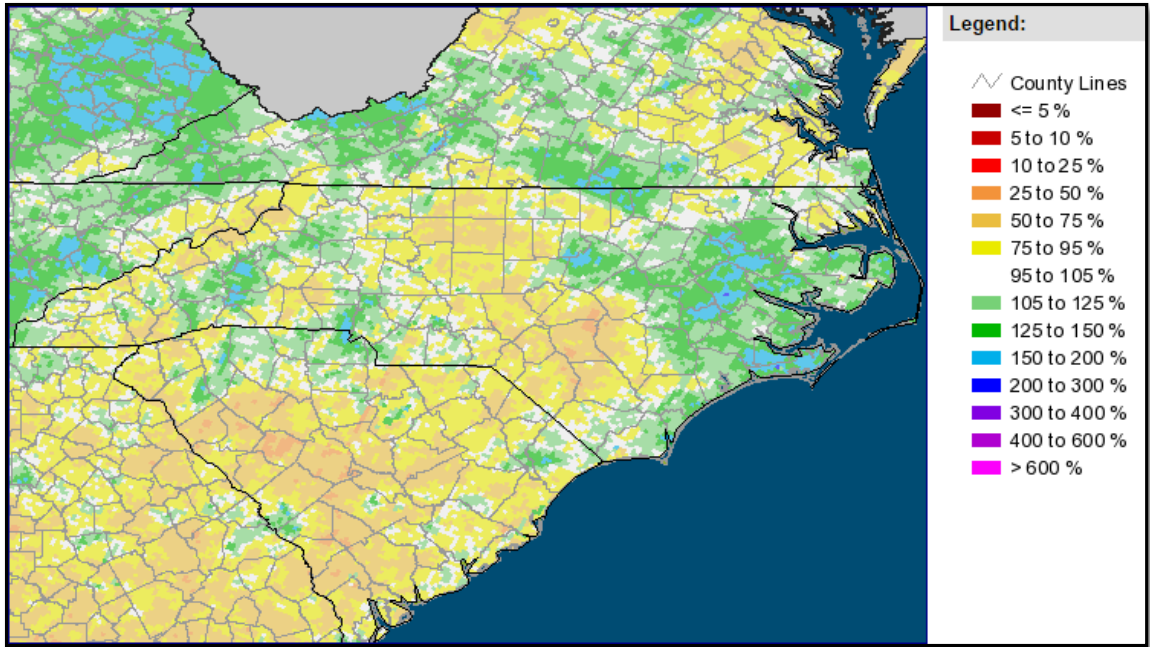 Legend:
County Lines
<= 5 %
5 to 10 %
10 to 25 %
25 to 50 %
50 to 75 %
75 to 95 %
95 to 105 %
105 to 125 %
125 to 150 %
150 to 200 %
200 to 300 %
300 to 400 %
400 to 600 %
> 600 %